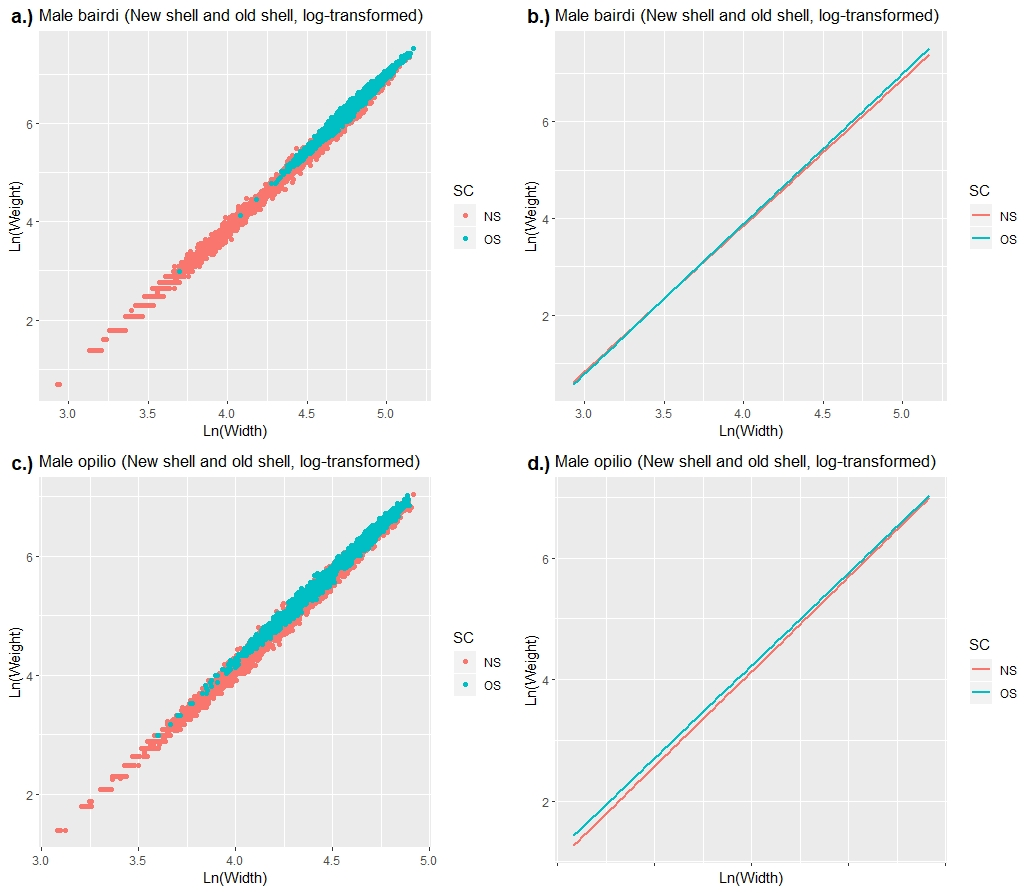 a.) Male bairdi (New shell and old shell, log-transformed)
Ln(Weight)
6
4
2
3.0 3.5 4.0 4.5 5.0
Ln(Width)
SC
NS
OS
b.) Male bairdi (New shell and old shell, log-transformed)
Ln(Weight)
6
4
2
3.0 3.5 4.0 4.5 5.0
Ln(Width)
SC
NS
OS
c.) Male opilio (New shell and old shell, log-transformed)
Ln(Weight)
6
4
2
3.0 3.5 4.0 4.5 5.0
Ln(Width)
SC
NS
OS
d.) Male opilio (New shell and old shell, log-transformed)
Ln(Weight)
6
4
2
Ln(Width)
SC
NS
OS